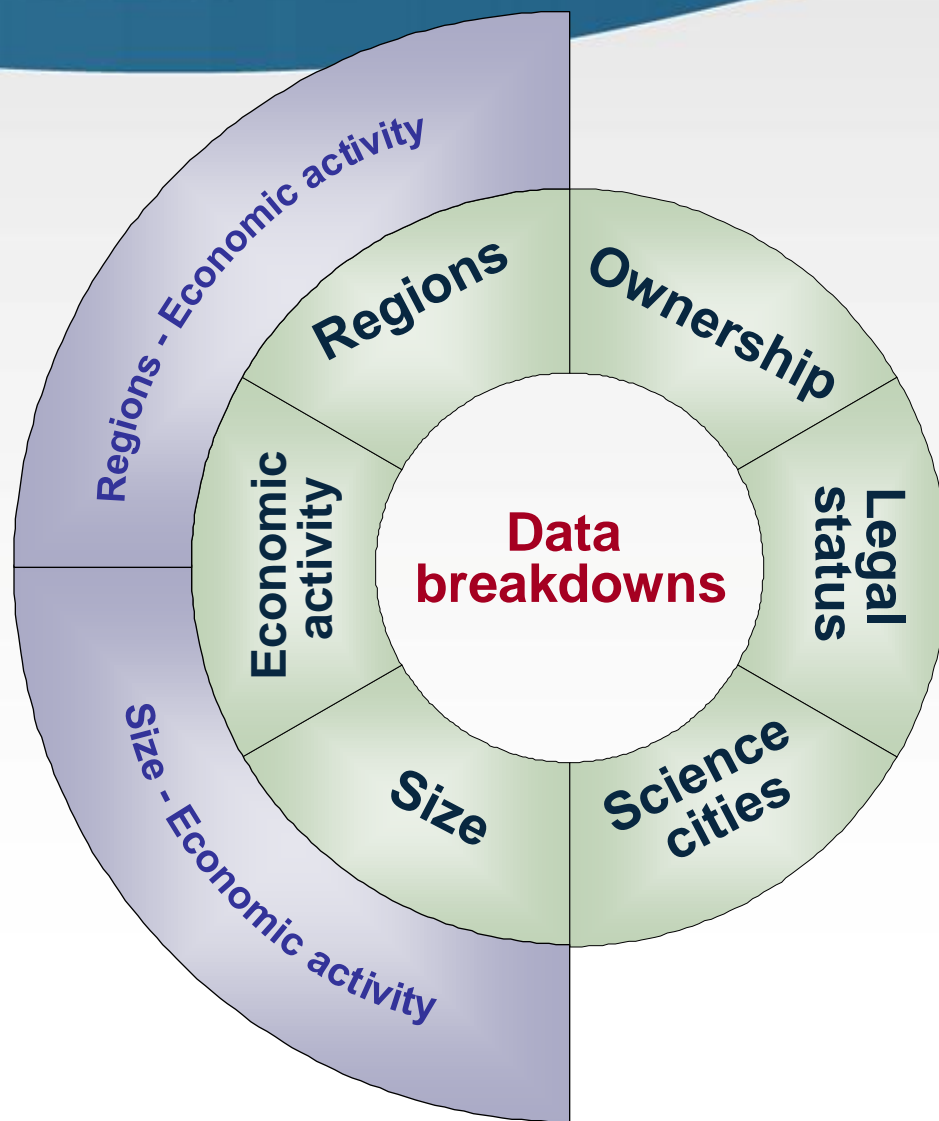 Regions - Economic activity
Regions
Ownership
Economic
activity
Data
breakdowns
Legal
status
Size - Economic activity
Size
Science
cities